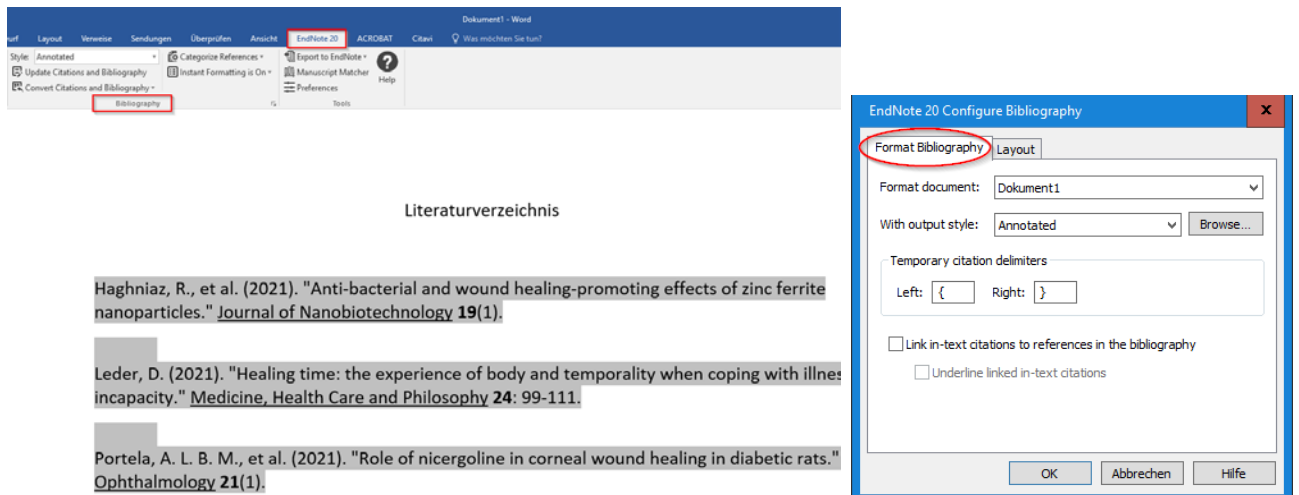 Dokument1 - Word
urf Layout Verweise Sendungen Überprüfen Ansicht EndNote 20 ACROBAT Citavi Was möchten Sie tun?
Style: Annotated Categorize References Export to EndNote
Update Citations and Bibliography Instant Formatting is On Manuscript Matcher Help
Convert Citations and Bibliography Preferences
Bibliography Tools
Literaturverzeichnis
Haghniaz, R., et al. (2021). "Anti-bacterial and wound healing-promoting effects of zinc ferrite
nanoparticles." Journal of Nanobiotechnology 19(1).
Leder, D. (2021). "Healing time: the experience of body and temporality when coping with illnes
incapacity." Medicine, Health Care and Philosophy 24: 99-111.
Portela, A. L. B. M., et al. (2021). "Role of nicergoline in corneal wound healing in diabetic rats."
Ophthalmology 21(1).
EndNote 20 Configure Bibliography x
Format Bibliography Layout
Format document: Dokument1
With output style: Annotated Browse...
Temporary citation delimiters
Left: { Right: }
Link in-text citations to references in the bibliography
Underline linked in-text citations
OK Abbrechen Hilfe